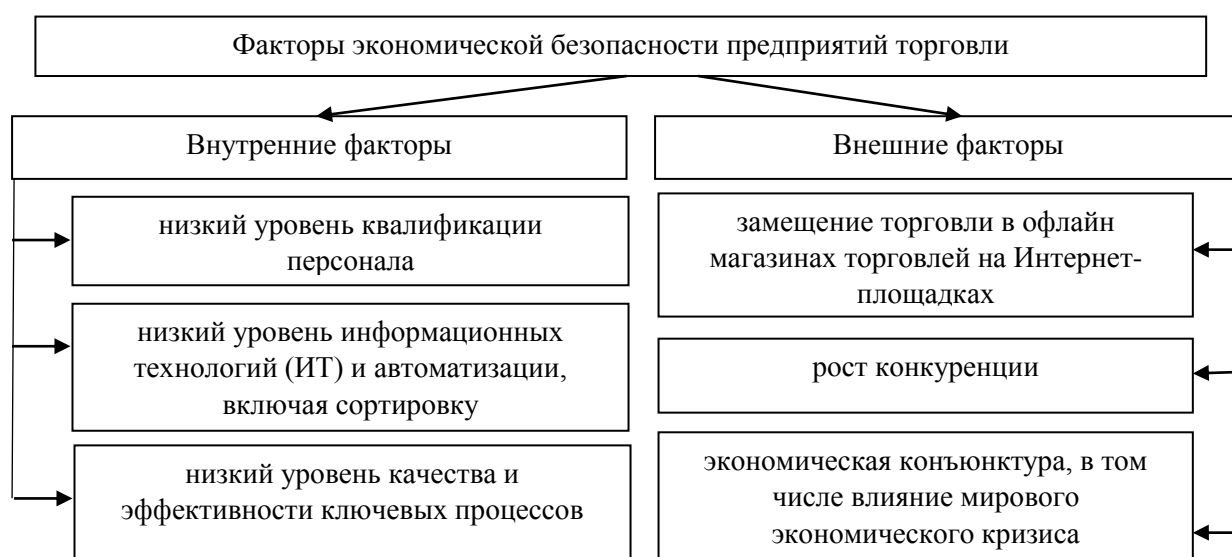 Факторы экономической безопасности предприятий торговли
Внутренние факторы
низкий уровень квалификации
персонала
низкий уровень информационных
технологий (ИТ) и автоматизации,
включая сортировку
низкий уровень качества и
эффективности ключевых процессов
Внешние факторы
замещение торговли в офлайн
магазинах торговлей на Интернет-
площадках
рост конкуренции
экономическая конъюнктура, в том
числе влияние мирового
экономического кризиса